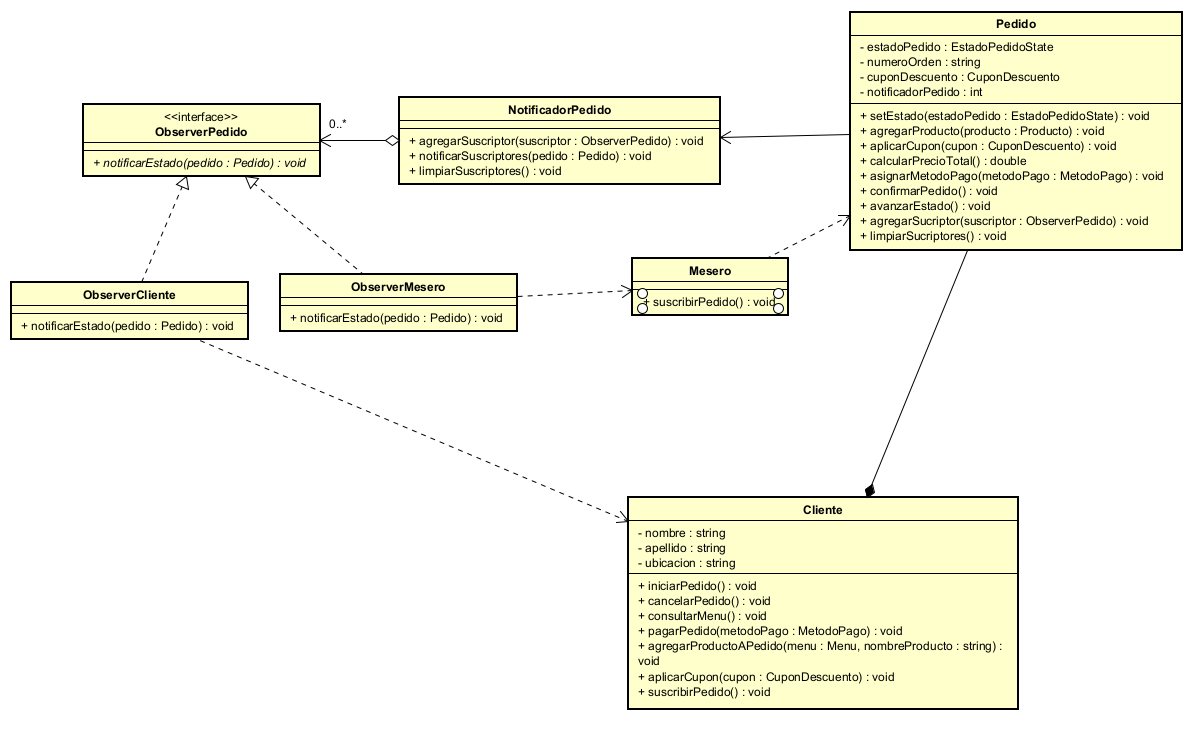 Pedido
- estadoPedido : EstadoPedidoState
- numeroOrden : string
- cuponDescuento : CuponDescuento
- notificadorPedido : int
+ setEstado(estadoPedido : EstadoPedidoState) : void
+ agregarProducto(producto : Producto) : void
+ aplicarCupon(cupon : CuponDescuento) : void
+ calcularPrecioTotal() : double
+ asignarMetodoPago(metodoPago : MetodoPago) : void
+ confirmarPedido() : void
+ avanzarEstado() : void
+ agregarSucriptor(suscriptor : ObserverPedido) : void
+ limpiarSucriptores() : void
<<interface>>
ObserverPedido
+ notificarEstado(pedido : Pedido) : void
0..*
NotificadorPedido
+ agregarSuscriptor(suscriptor : ObserverPedido) : void
+ notificarSuscriptores(pedido : Pedido) : void
+ limpiarSuscriptores() : void
ObserverCliente
+ notificarEstado(pedido : Pedido) : void
ObserverMesero
+ notificarEstado(pedido : Pedido) : void
Mesero
+ suscribirPedido() : void
Cliente
- nombre : string
- apellido : string
- ubicacion : string
+ iniciarPedido() : void
+ cancelarPedido() : void
+ consultarMenu() : void
+ pagarPedido(metodoPago : MetodoPago) : void
+ agregarProductoAPedido(menu : Menu, nombreProducto : string) :
void
+ aplicarCupon(cupon : CuponDescuento) : void
+ suscribirPedido() : void